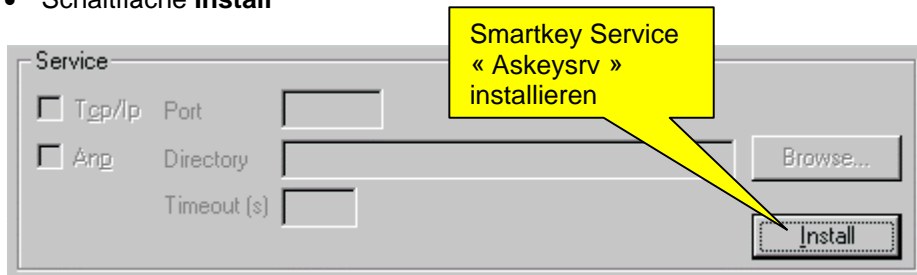 • Schaltfläche Install
Smartkey Service
« Askeysrv »
installieren
Service
Tcp/Ip Port
Anp Directory Browse...
Timeout (s)
Install